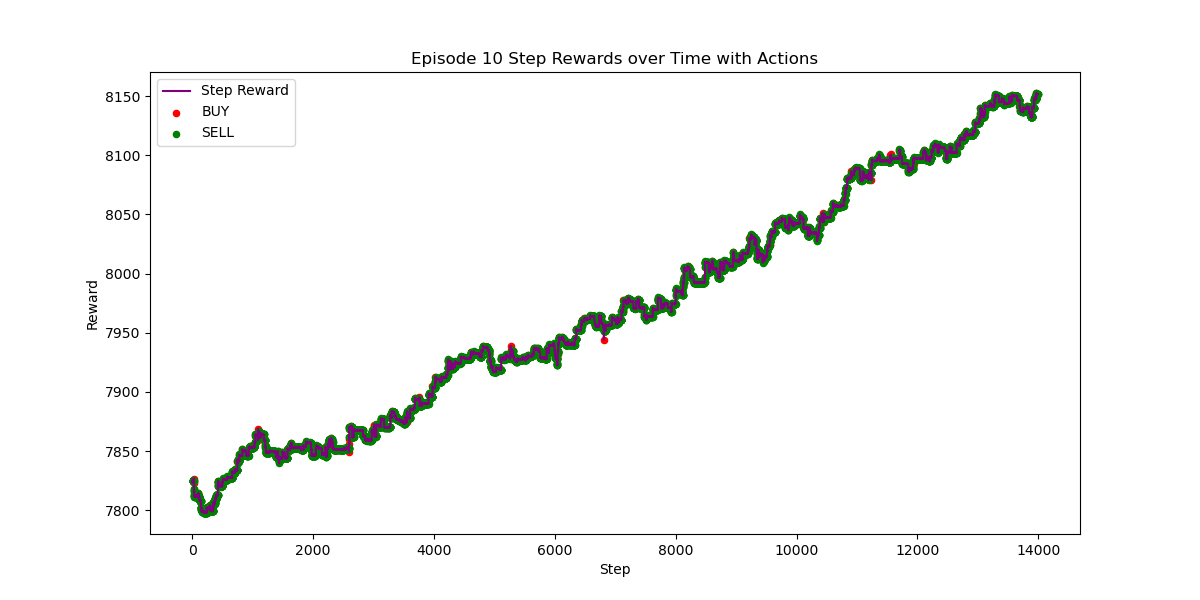 Episode 10 Step Rewards over Time with Actions
Step Reward
BUY
SELL
8150
8100
8050
8000
7950
7900
7850
7800
Reward
0 2000 4000 6000 8000 10000 12000 14000
Step